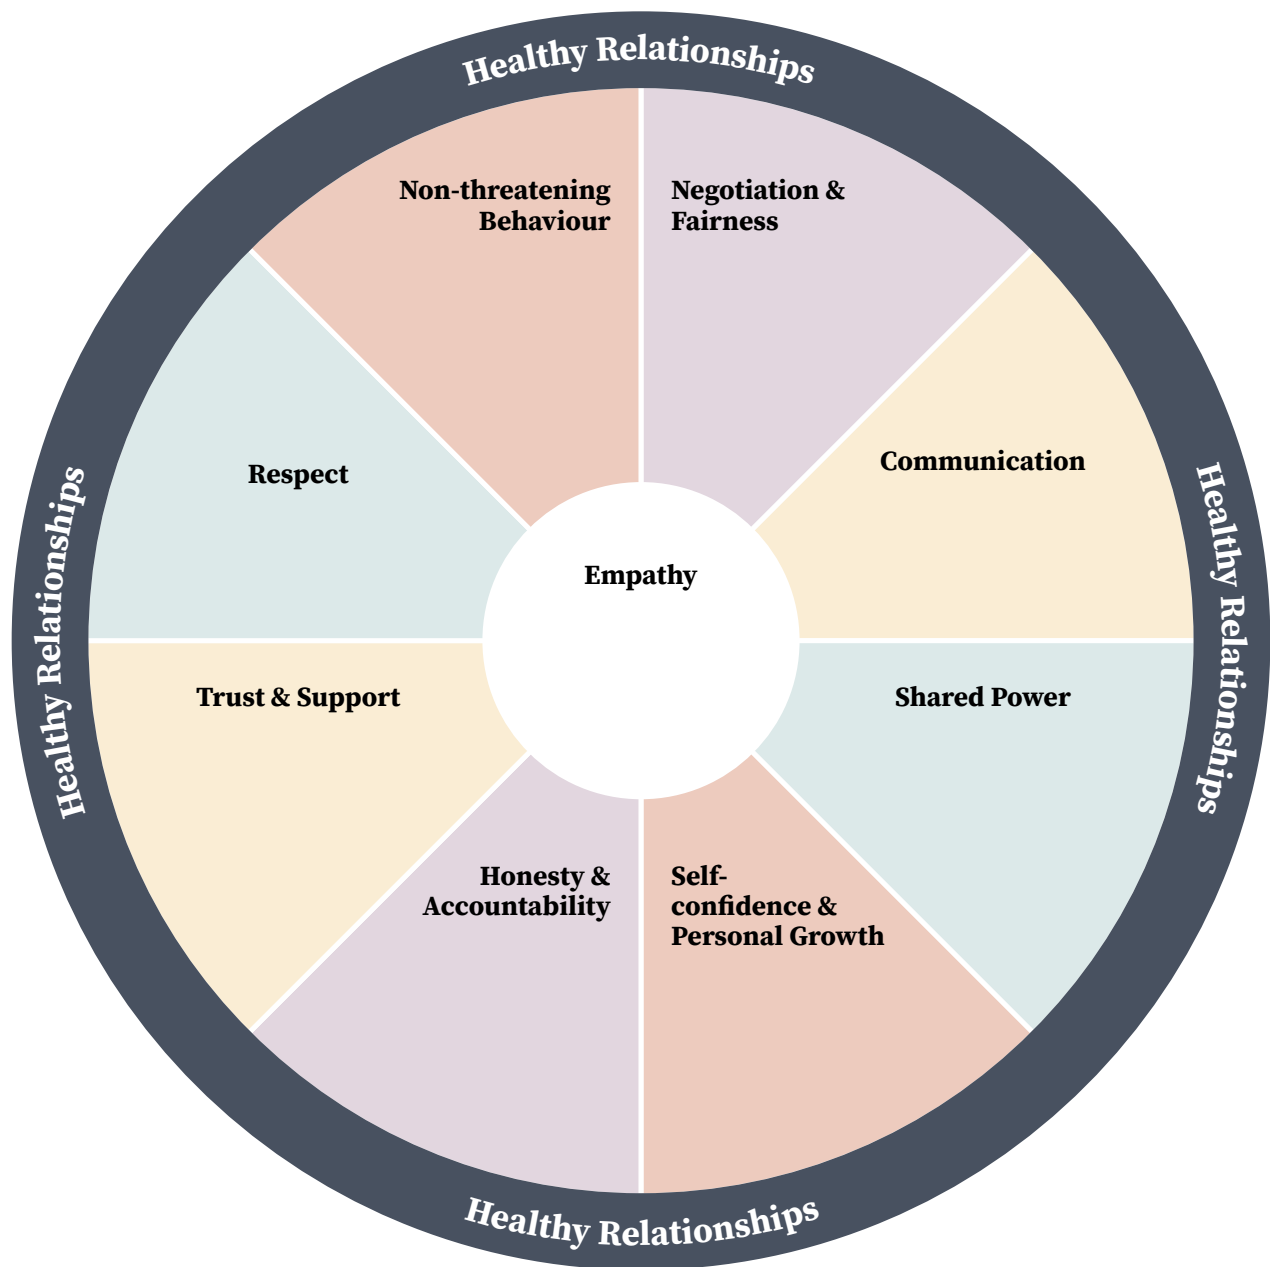 Healthy Relationships
Non-threatening
Behaviour
Negotiation &
Fairness
Communication
Respect
Empathy
Healthy Relationships
Healthy Relationships
Trust & Support
Shared Power
Honesty &
Accountability
Self-
confidence &
Personal Growth
Healthy Relationships